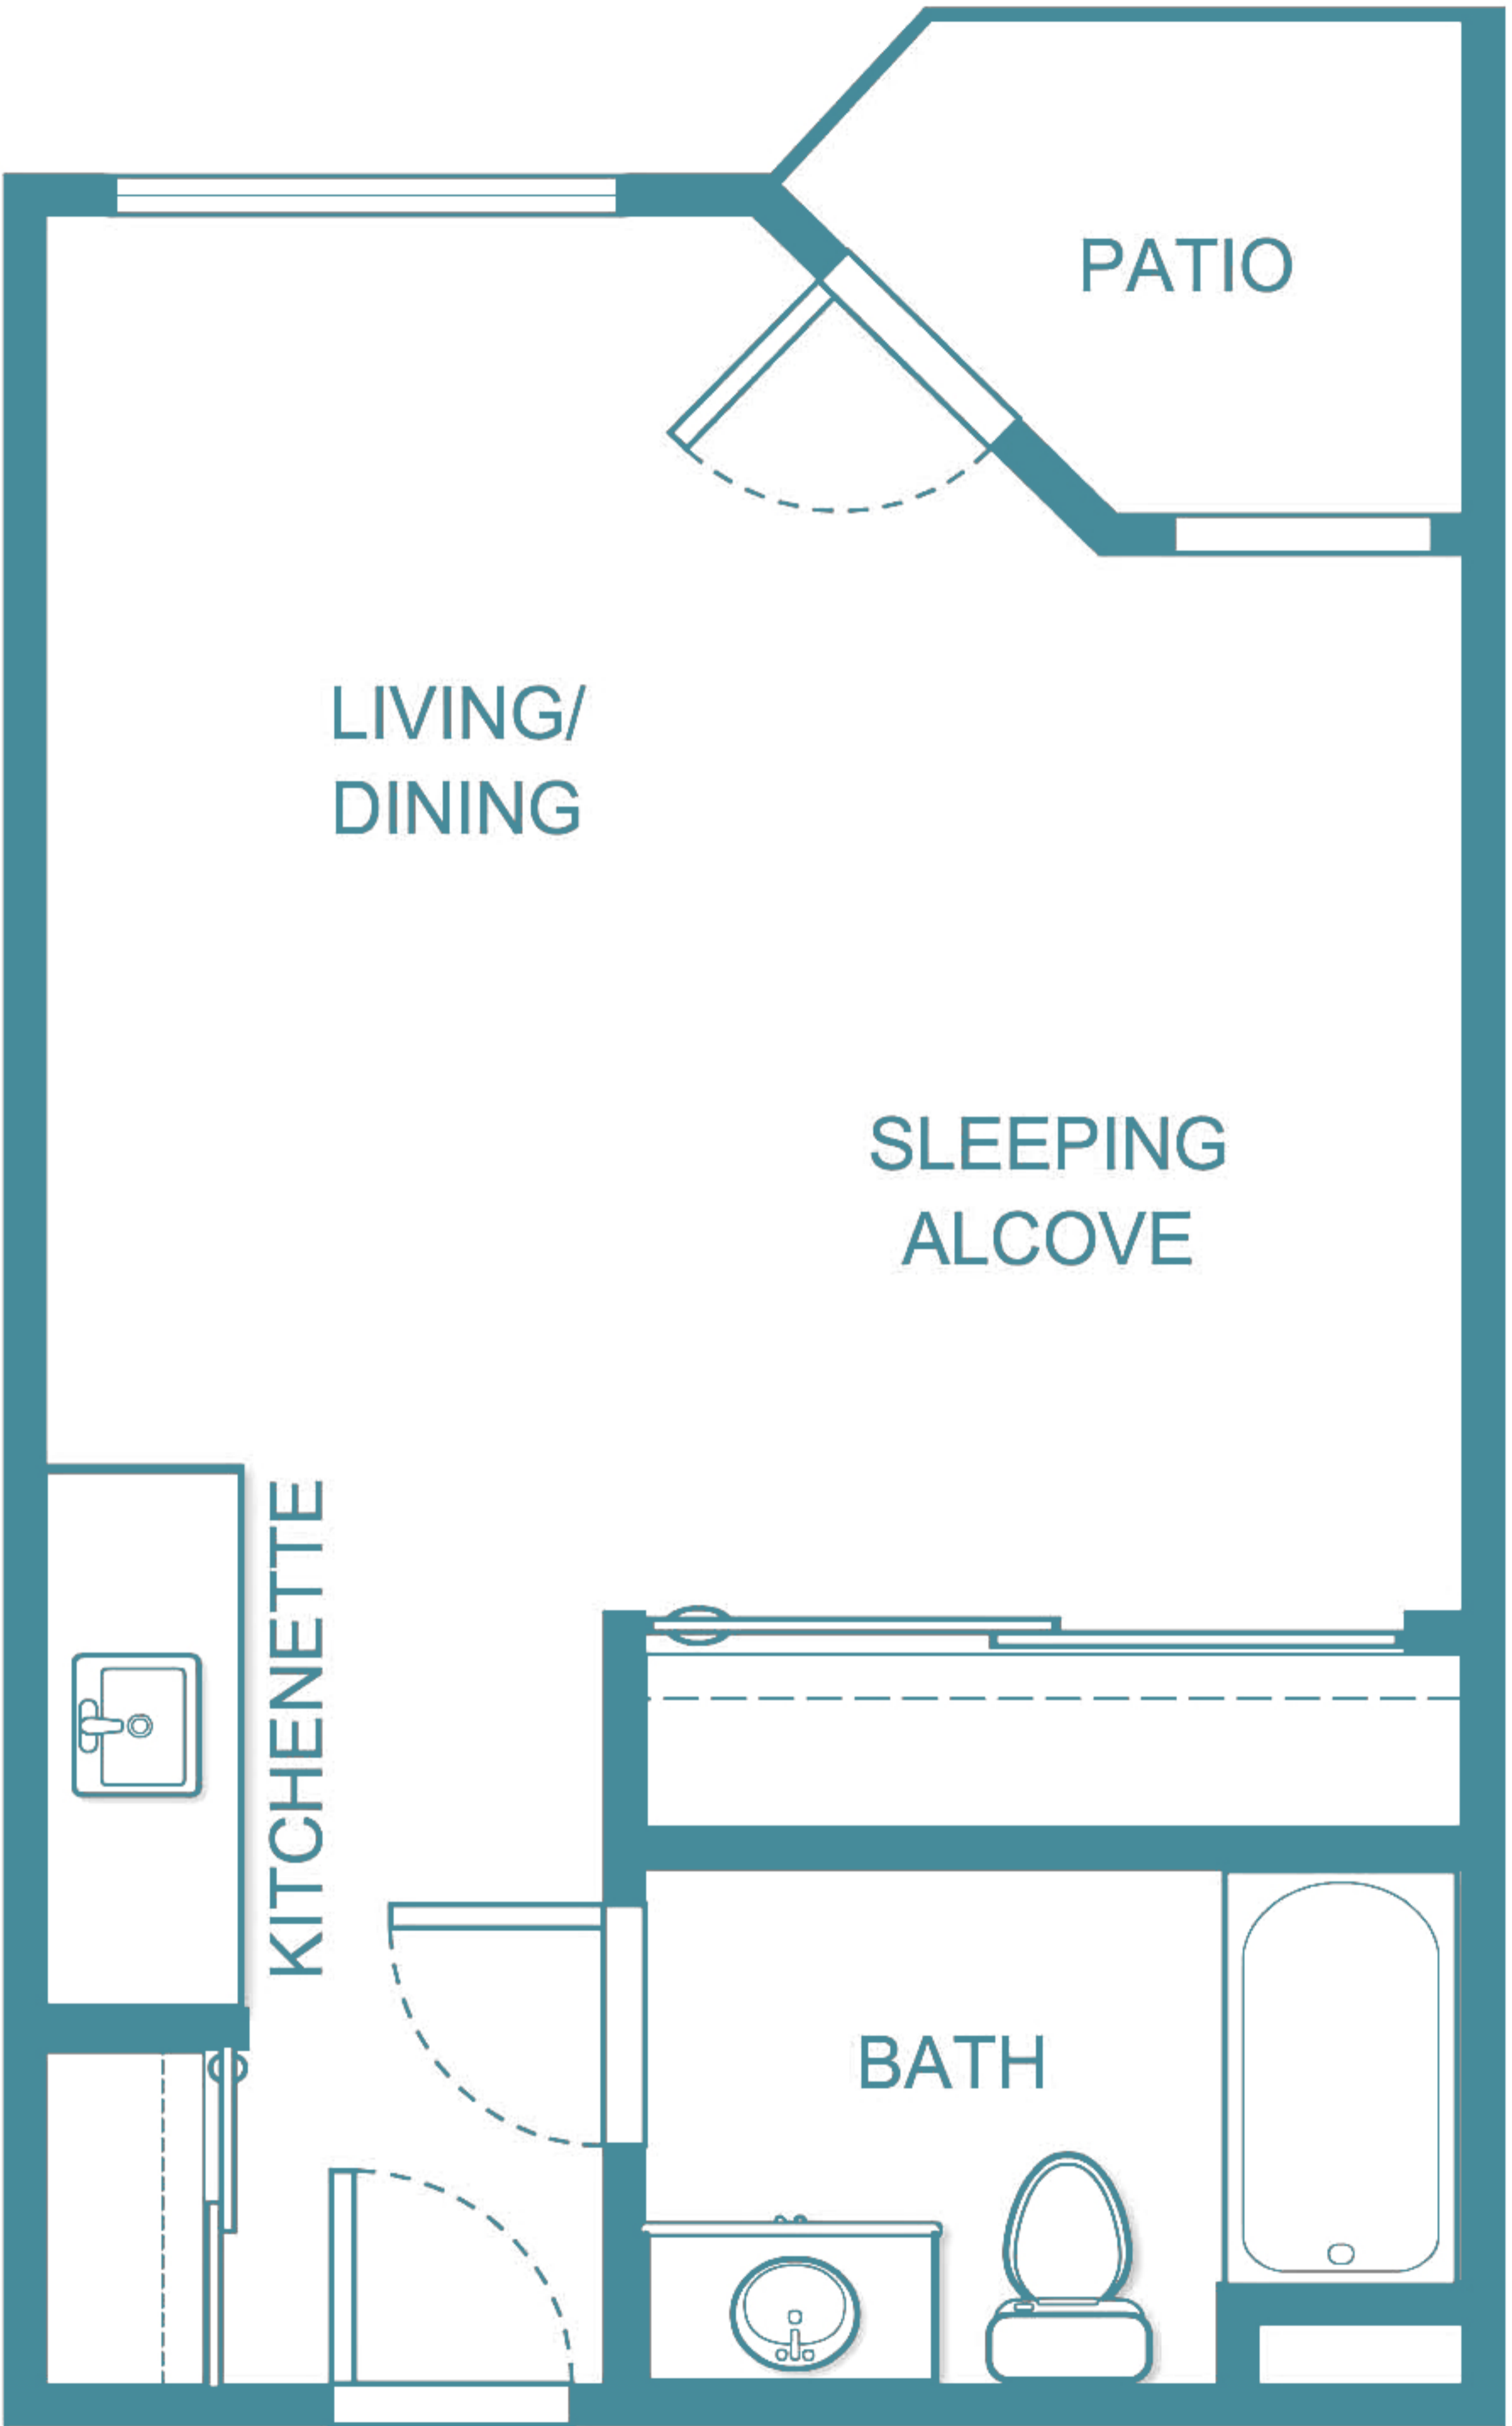 PATIO
LIVING/
DINING
SLEEPING
ALCOVE
KITCHENETTE
BATH